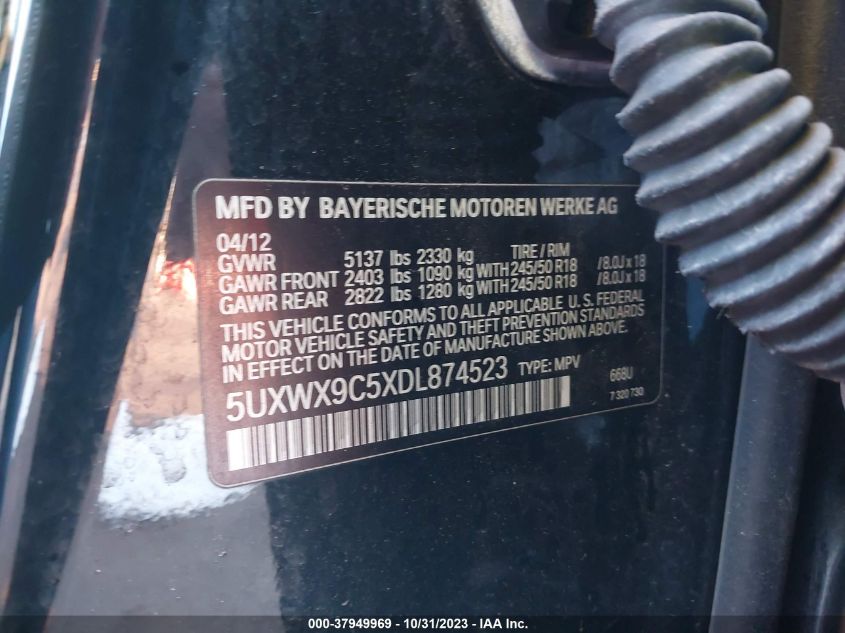 MFD BY BAYERISCHE MOTOREN WERKE AG
04/12 TIRE / RIM
GVWR 5137 lbs 2330 kg
GAWR FRONT 2403 lbs 1090 kg WITH 245/50 R18 / 8.0J x 18
GAWR REAR 2822 lbs 1280 kg WITH 245/50 R18 / 8.0J x 18
THIS VEHICLE CONFORMS TO ALL APPLICABLE U.S. FEDERAL
MOTOR VEHICLE SAFETY AND THEFT PREVENTION STANDARDS
IN EFFECT ON THE DATE OF MANUFACTURE SHOWN ABOVE.
5UXWX9C5XDL874523 TYPE: MPV 668U
7 320 730
000-37949969 - 10/31/2023 - IAAI Inc.